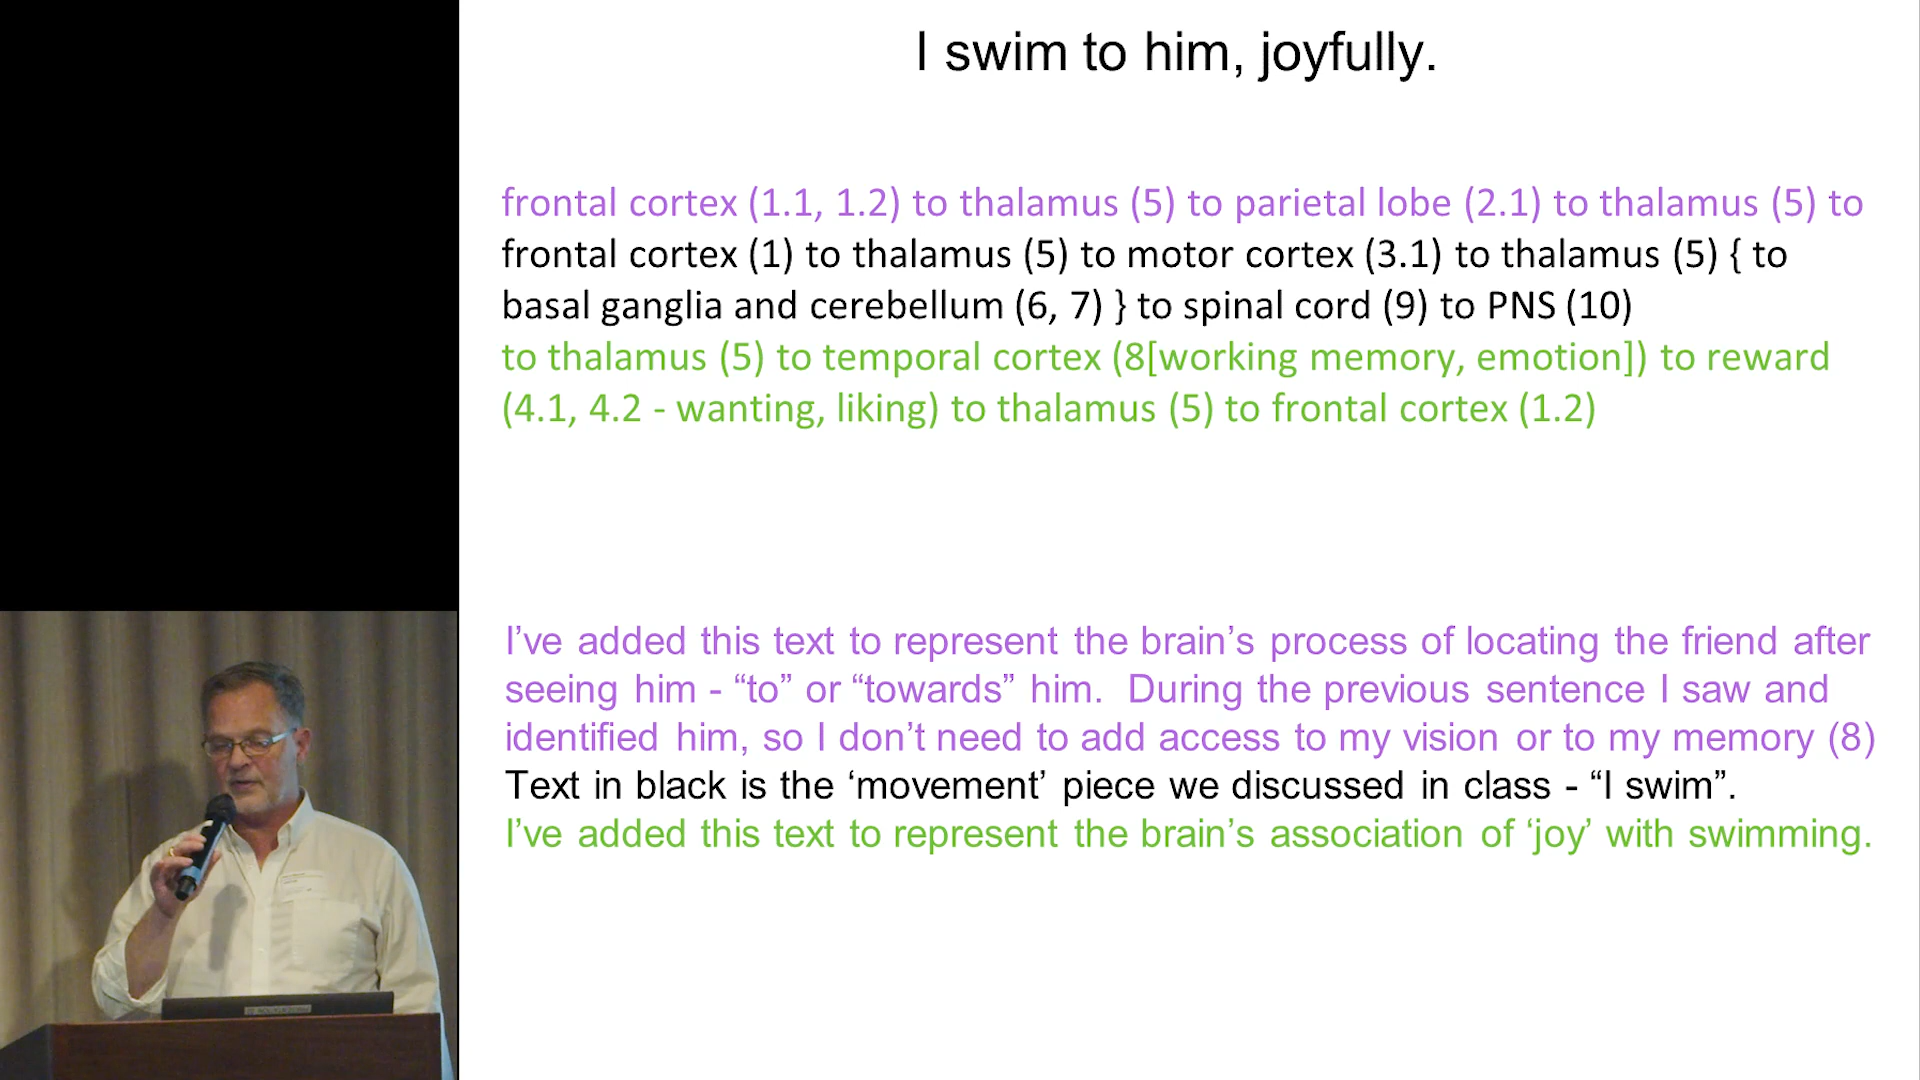 I swim to him, joyfully.
frontal cortex (1.1, 1.2) to thalamus (5) to parietal lobe (2.1) to thalamus (5) to
frontal cortex (1) to thalamus (5) to motor cortex (3.1) to thalamus (5) { to
basal ganglia and cerebellum (6, 7) } to spinal cord (9) to PNS (10)
to thalamus (5) to temporal cortex (8[working memory, emotion]) to reward
(4.1, 4.2 - wanting, liking) to thalamus (5) to frontal cortex (1.2)
I’ve added this text to represent the brain’s process of locating the friend after
seeing him - “to” or “towards” him.  During the previous sentence I saw and
identified him, so I don’t need to add access to my vision or to my memory (8)
Text in black is the ‘movement’ piece we discussed in class - “I swim”.
I’ve added this text to represent the brain’s association of ‘joy’ with swimming.